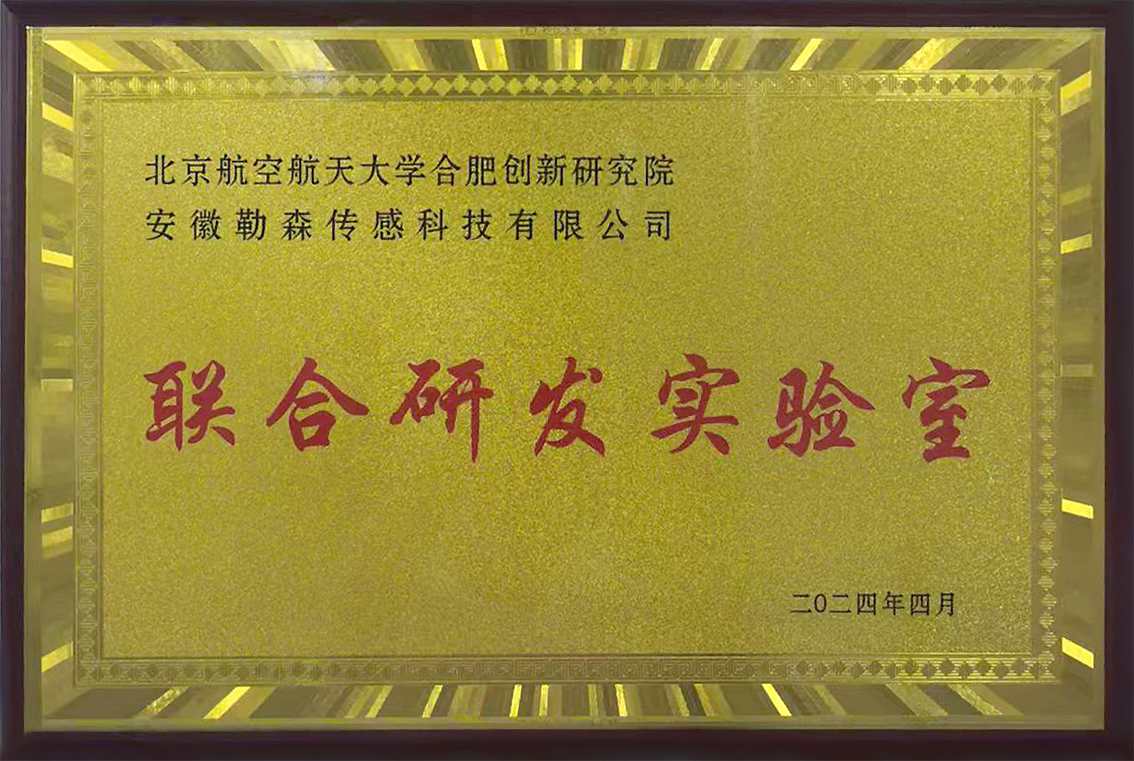 北京航空航天大学合肥创新研究院
安徽勒森传感科技有限公司
联合研发实验室
二0二四年四月